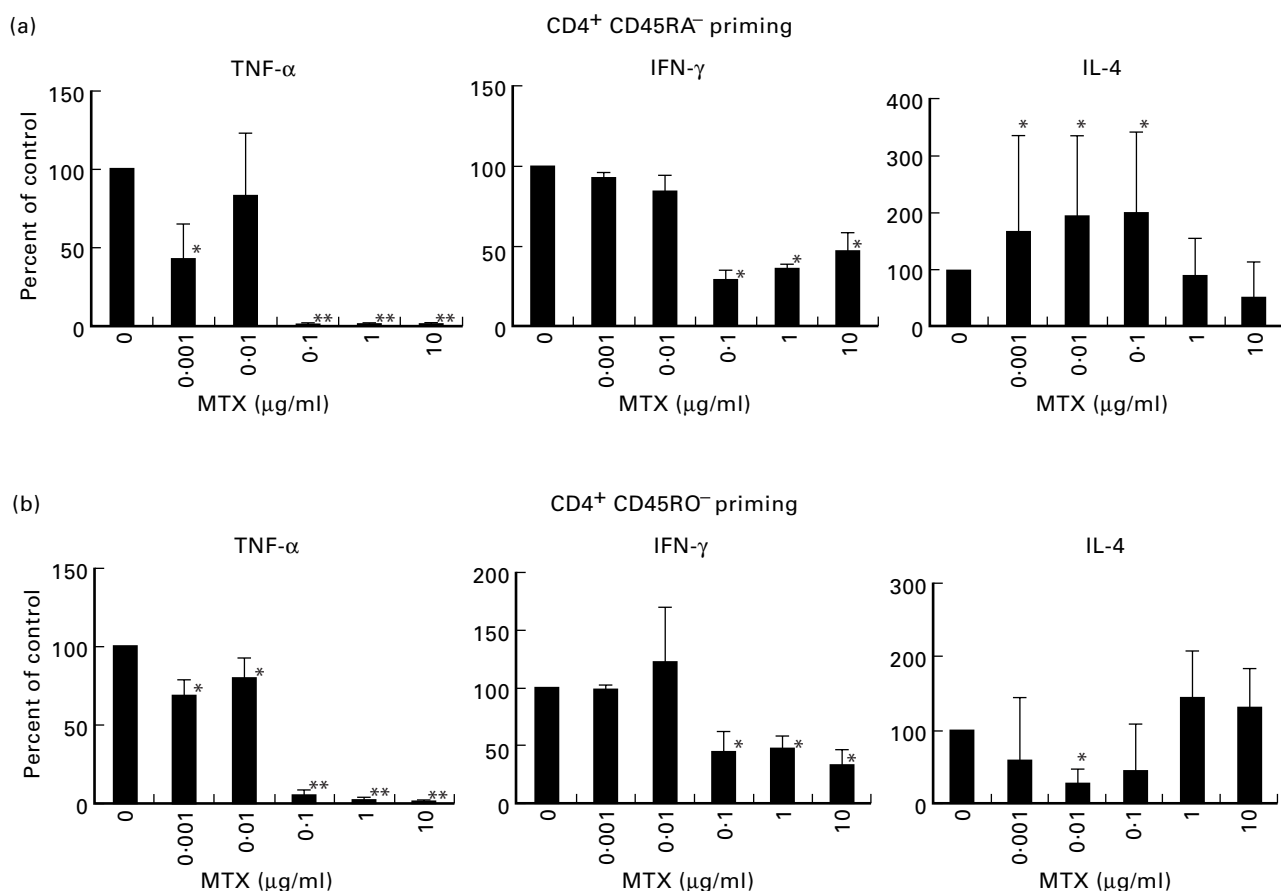 (a)
CD4+ CD45RA– priming
TNF-α
IFN-γ
IL-4
Percent of control
150
100
50
0
0
0·001
0·01
0·1
1
10
* ** ** **
MTX (μg/ml)
150
100
50
0
0
0·001
0·01
0·1
1
10
* * *
MTX (μg/ml)
400
300
200
100
0
0
0·001
0·01
0·1
1
10
* * *
MTX (μg/ml)
(b)
CD4+ CD45RO– priming
TNF-α
IFN-γ
IL-4
Percent of control
150
100
50
0
0
0·001
0·01
0·1
1
10
* * ** ** **
MTX (μg/ml)
200
150
100
50
0
0
0·001
0·01
0·1
1
10
* * *
MTX (μg/ml)
300
200
100
0
0
0·001
0·01
0·1
1
10
*
MTX (μg/ml)